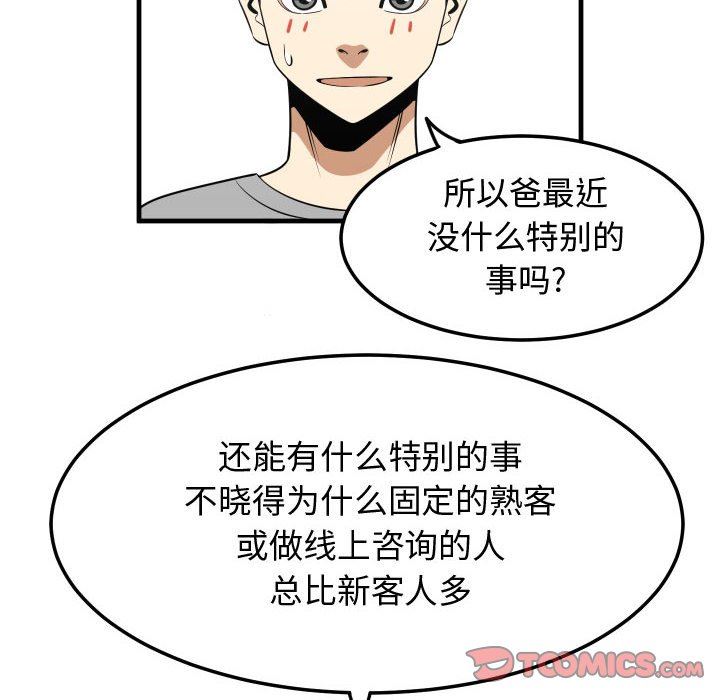 所以爸最近
没什么特别的
事吗?
还能有什么特别的事
不晓得为什么固定的熟客
或做线上咨询的人
总比新客人多
TCOMICS.COM